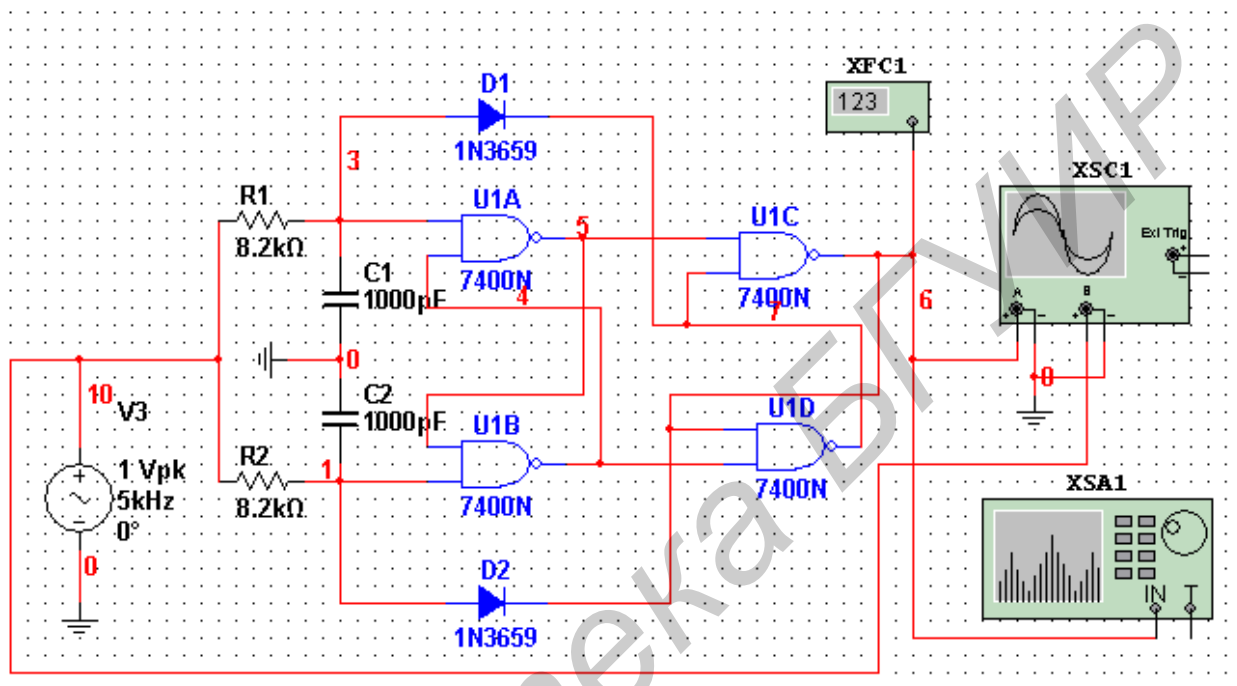 XFC1
123
D1
1N3659
3
XSC1
Ext Trig
R1
8.2kΩ
U1A
7400N
5
U1C
7400N
C1
1000pF
4
7
6
A
B
0
0
10
V3
C2
1000pF
U1B
7400N
U1D
7400N
R2
8.2kΩ
1
1 Vpk
5kHz
0°
0
XSA1
IN
T
D2
1N3659
ека БГУИР